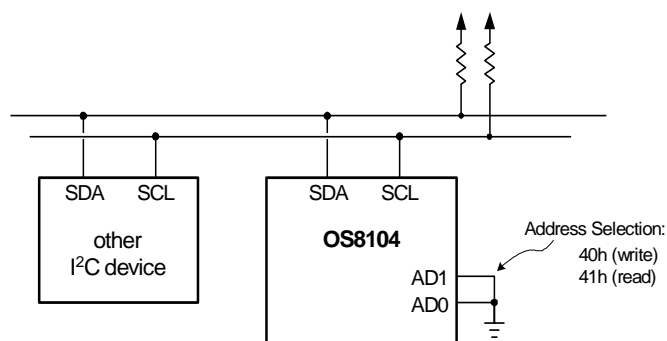 SDA SCL
other
I²C device
SDA SCL
OS8104
AD1
AD0
Address Selection:
40h (write)
41h (read)